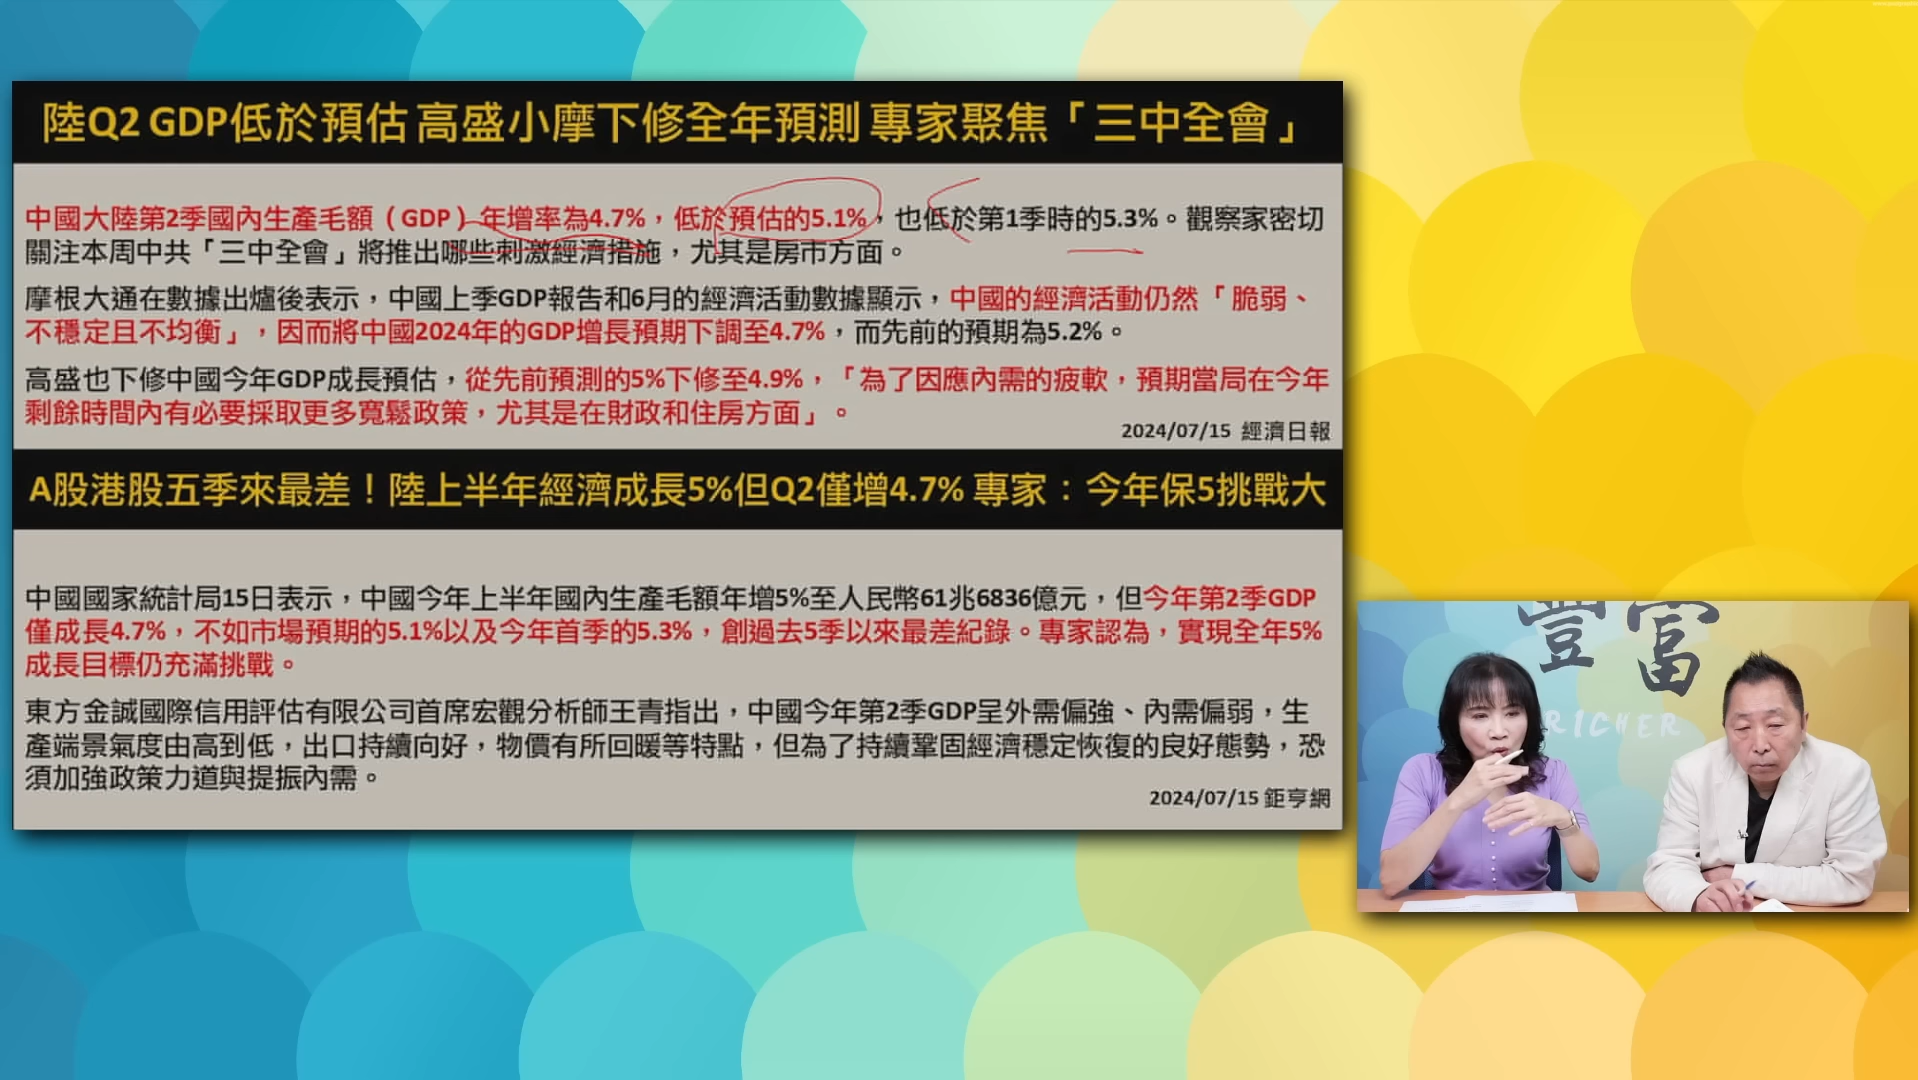 陸Q2 GDP低於預估 高盛小摩下修全年預測 專家聚焦「三中全會」
中國大陸第2季國內生產毛額（GDP）年增率為4.7%，低於預估的5.1%，也低於第1季時的5.3%。觀察家密切
關注本周中共「三中全會」將推出哪些刺激經濟措施，尤其是房市方面。
摩根大通在數據出爐後表示，中國上季GDP報告和6月的經濟活動數據顯示，中國的經濟活動仍然「脆弱、
不穩定且不均衡」，因而將中國2024年的GDP增長預期下調至4.7%，而先前的預期為5.2%。
高盛也下修中國今年GDP成長預估，從先前預測的5%下修至4.9%，「為了因應內需的疲軟，預期當局在今年
剩餘時間內有必要採取更多寬鬆政策，尤其是在財政和住房方面」。
2024/07/15 經濟日報
A股港股五季來最差！陸上半年經濟成長5%但Q2僅增4.7% 專家：今年保5挑戰大
中國國家統計局15日表示，中國今年上半年國內生產毛額年增5%至人民幣61兆6836億元，但今年第2季GDP
僅成長4.7%，不如市場預期的5.1%以及今年首季的5.3%，創過去5季以來最差紀錄。專家認為，實現全年5%
成長目標仍充滿挑戰。
東方金誠國際信用評估有限公司首席宏觀分析師王青指出，中國今年第2季GDP呈外需偏強、內需偏弱，生
產端景氣度由高到低，出口持續向好，物價有所回暖等特點，但為了持續鞏固經濟穩定恢復的良好態勢，恐
須加強政策力道與提振內需。
2024/07/15 鉅亨網
豐富
RICHER